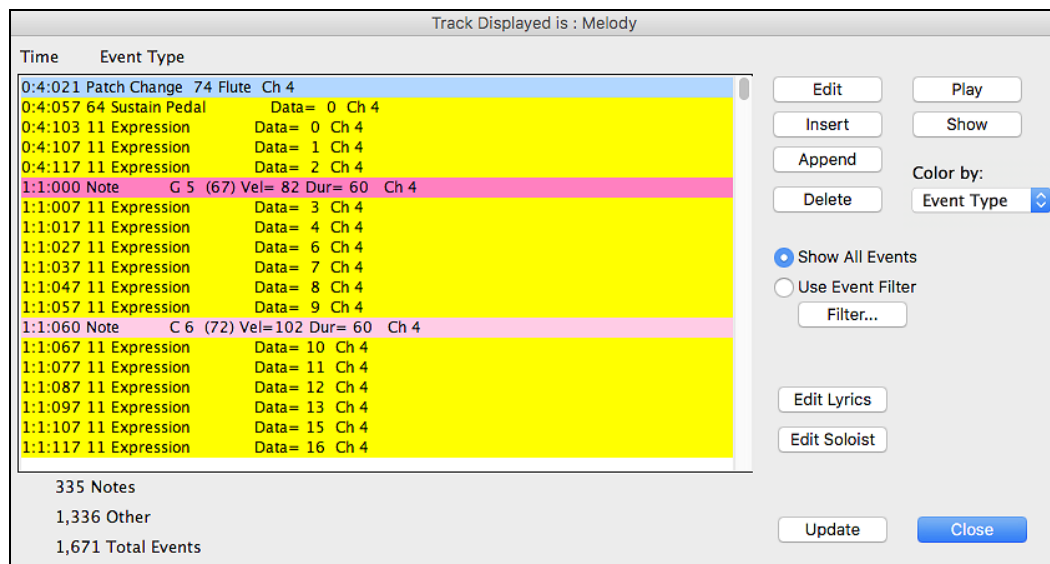 Track Displayed is : Melody
Time Event Type
0:4:021 Patch Change 74 Flute Ch 4
0:4:057 64 Sustain Pedal Data= 0 Ch 4
0:4:103 11 Expression Data= 0 Ch 4
0:4:107 11 Expression Data= 1 Ch 4
0:4:117 11 Expression Data= 2 Ch 4
1:1:000 Note G 5 (67) Vel= 82 Dur= 60 Ch 4
1:1:007 11 Expression Data= 3 Ch 4
1:1:017 11 Expression Data= 4 Ch 4
1:1:027 11 Expression Data= 6 Ch 4
1:1:037 11 Expression Data= 7 Ch 4
1:1:047 11 Expression Data= 8 Ch 4
1:1:057 11 Expression Data= 9 Ch 4
1:1:060 Note C 6 (72) Vel=102 Dur= 60 Ch 4
1:1:067 11 Expression Data= 10 Ch 4
1:1:077 11 Expression Data= 11 Ch 4
1:1:087 11 Expression Data= 12 Ch 4
1:1:097 11 Expression Data= 13 Ch 4
1:1:107 11 Expression Data= 15 Ch 4
1:1:117 11 Expression Data= 16 Ch 4
335 Notes
1,336 Other
1,671 Total Events
Edit Play
Insert Show
Append
Color by:
Delete Event Type
Show All Events
Use Event Filter
Filter...
Edit Lyrics
Edit Soloist
Update Close